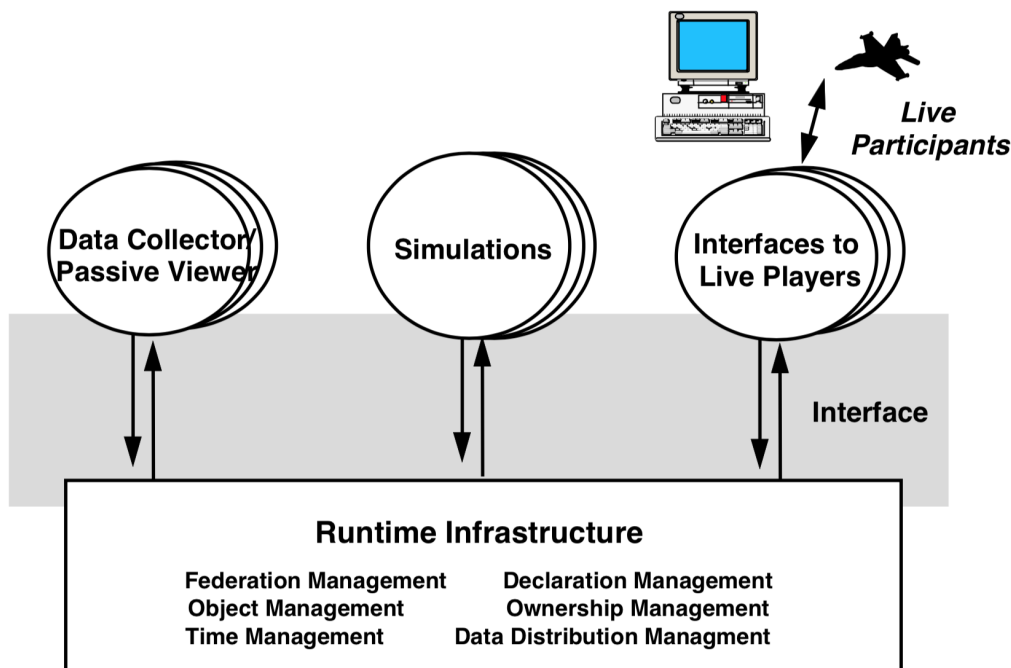 Live
Participants
Data Collector/
Passive Viewer
Simulations
Interfaces to
Live Players
Interface
Runtime Infrastructure
Federation Management Declaration Management
Object Management Ownership Management
Time Management Data Distribution Managment